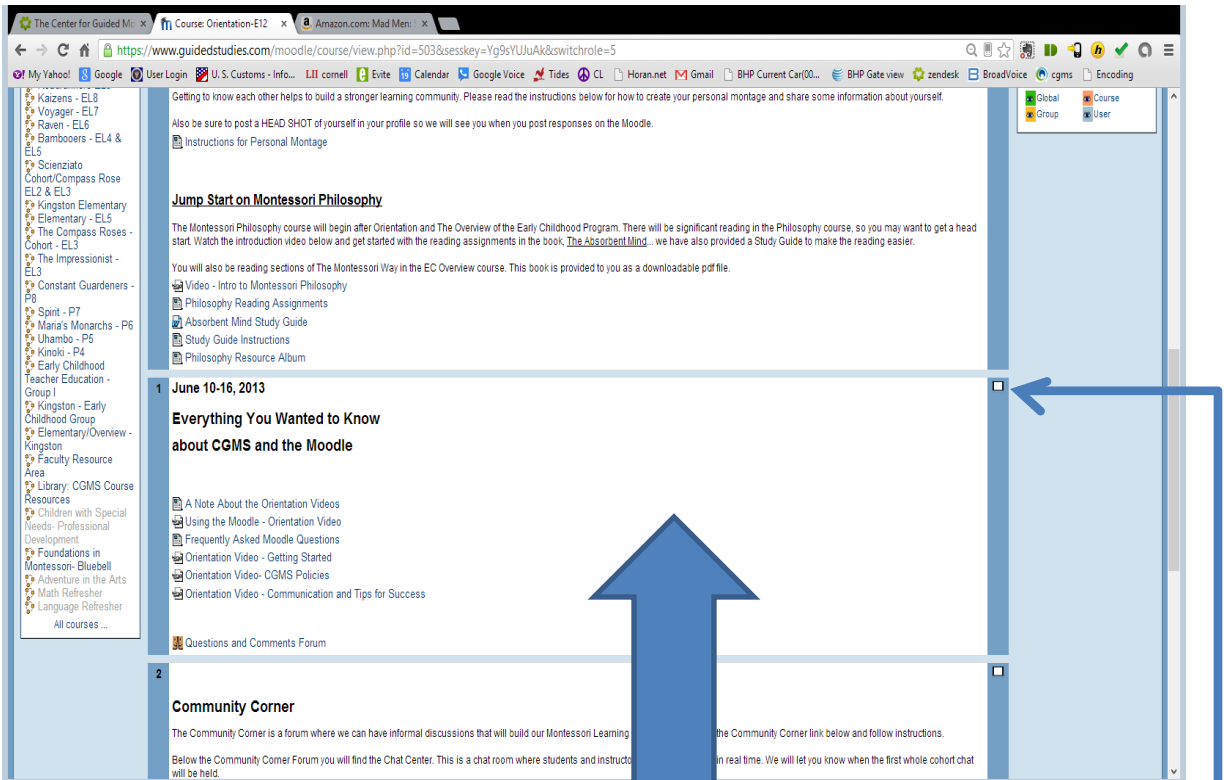 The Center for Guided Mo
Course: Orientation-E12
Amazon.com: Mad Men:
https://www.guidedstudies.com/moodle/course/view.php?id=503&sesskey=Yg9sYUJuAk&switchrole=5
My Yahoo! Google User Login U. S. Customs - Info... LII cornell Evite Calendar Google Voice Tides CL Horan.net Gmail BHP Current Car(00... BHP Gate view zendesk BroadVoice cgms Encoding
Kaizens - EL8
Voyager - EL7
Raven - EL6
Bambooers - EL4 &
EL5
Scienziato
Cohort/Compass Rose
EL2 & EL3
Kingston Elementary
Elementary - EL5
The Compass Roses -
Cohort - EL3
The Impressionist -
EL3
Constant Guardeners -
P8
Spirit - P7
Maria's Monarchs - P6
Uhambo - P5
Kinoki - P4
Early Childhood
Teacher Education -
Group I
Kingston - Early
Childhood Group
Elementary/Overview -
Kingston
Faculty Resource
Area
Library: CGMS Course
Resources
Children with Special
Needs- Professional
Development
Foundations in
Montessori- Bluebell
Adventure in the Arts
Math Refresher
Language Refresher
All courses ...
Getting to know each other helps to build a stronger learning community. Please read the instructions below for how to create your personal montage and share some information about yourself.
Also be sure to post a HEAD SHOT of yourself in your profile so we will see you when you post responses on the Moodle.
Instructions for Personal Montage
Jump Start on Montessori Philosophy
The Montessori Philosophy course will begin after Orientation and The Overview of the Early Childhood Program. There will be significant reading in the Philosophy course, so you may want to get a head
start. Watch the introduction video below and get started with the reading assignments in the book, The Absorbent Mind... we have also provided a Study Guide to make the reading easier.
You will also be reading sections of The Montessori Way in the EC Overview course. This book is provided to you as a downloadable pdf file.
Video - Intro to Montessori Philosophy
Philosophy Reading Assignments
Absorbent Mind Study Guide
Study Guide Instructions
Philosophy Resource Album
1 June 10-16, 2013
Everything You Wanted to Know
about CGMS and the Moodle
A Note About the Orientation Videos
Using the Moodle - Orientation Video
Frequently Asked Moodle Questions
Orientation Video - Getting Started
Orientation Video- CGMS Policies
Orientation Video - Communication and Tips for Success
Questions and Comments Forum
2
Community Corner
The Community Corner is a forum where we can have informal discussions that will build our Montessori Learning the Community Corner link below and follow instructions.
Below the Community Corner Forum you will find the Chat Center. This is a chat room where students and instructo in real time. We will let you know when the first whole cohort chat
will be held.
Global Course
Group User